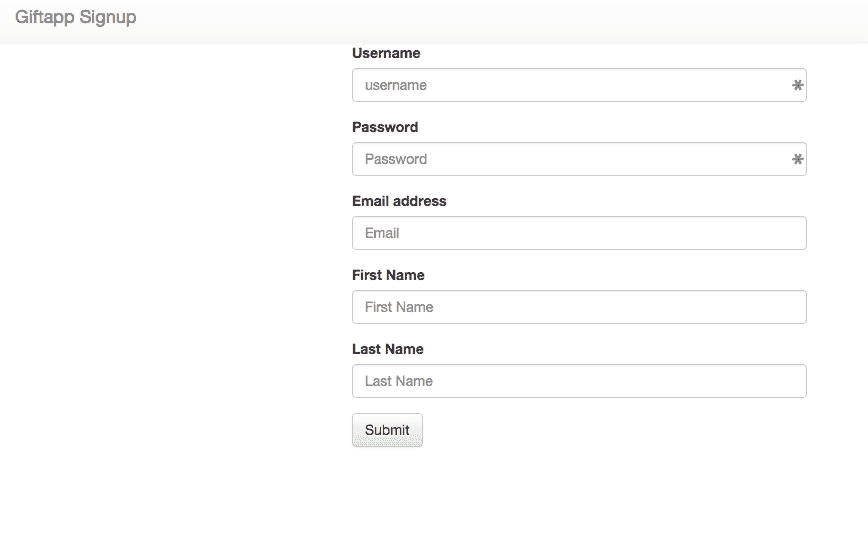 Giftapp Signup
Username
username
Password
Password
Email address
Email
First Name
First Name
Last Name
Last Name
Submit